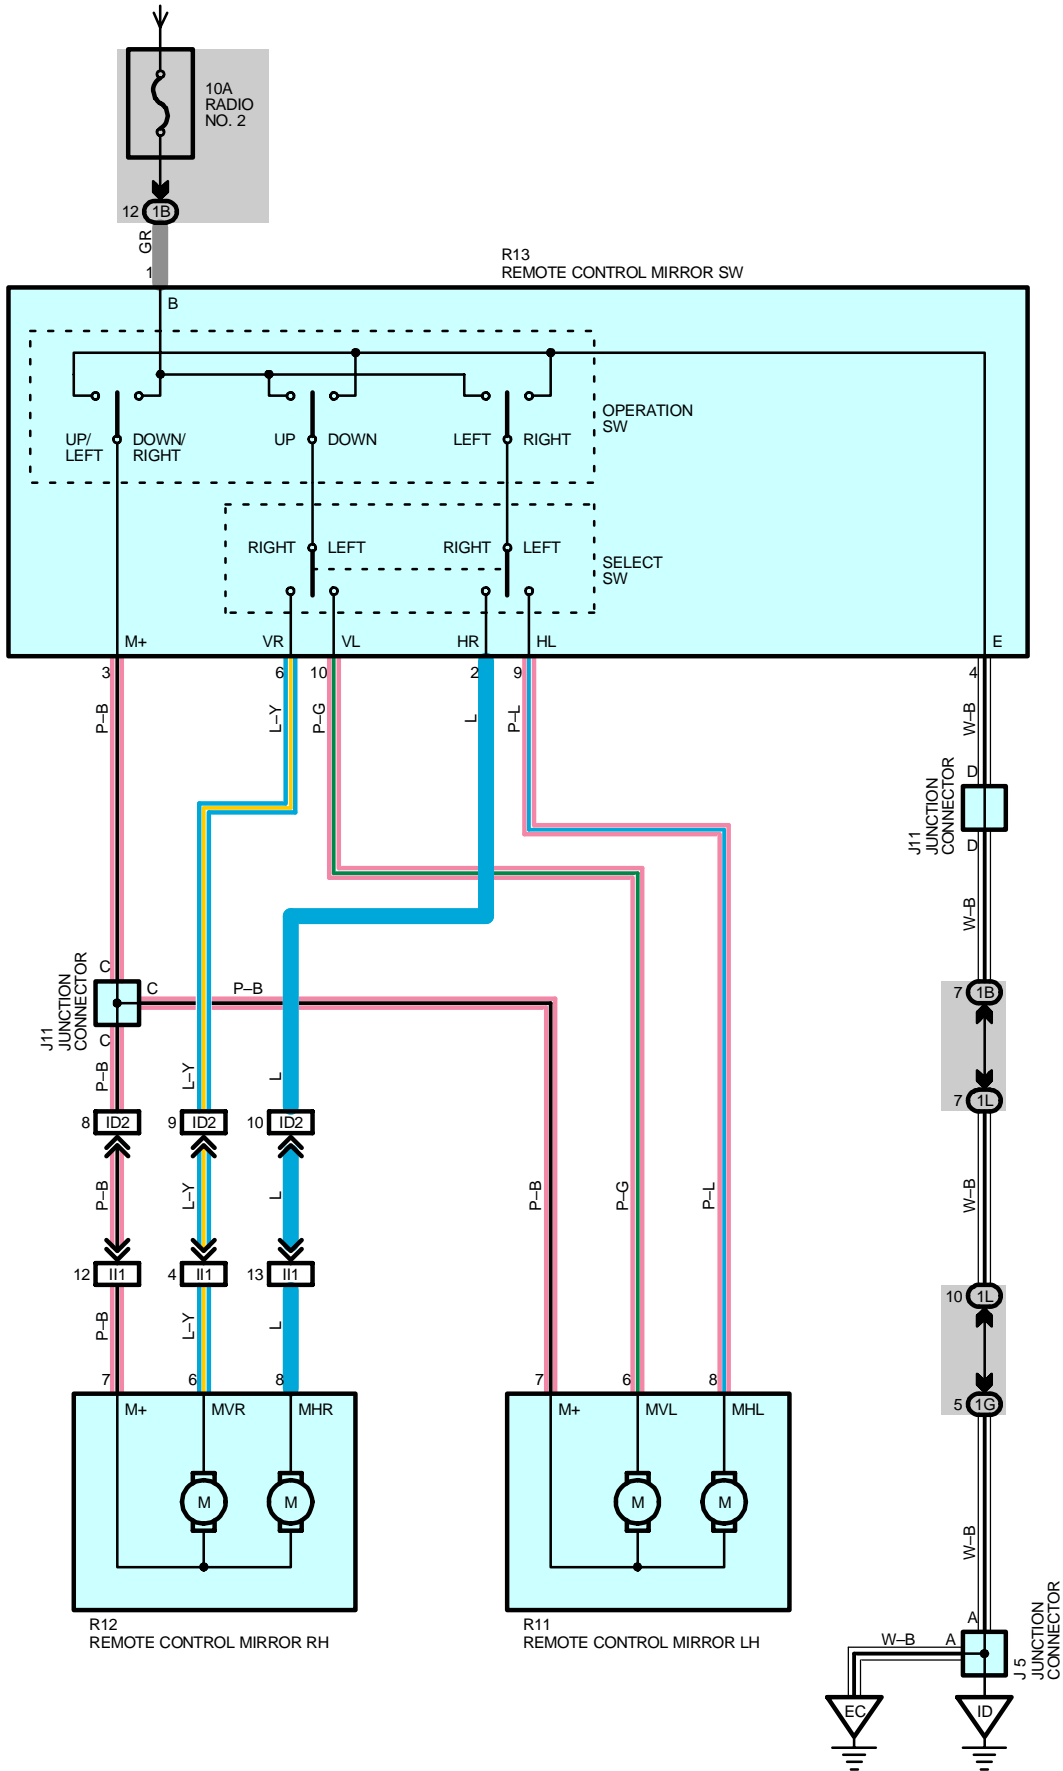 10A
RADIO
NO. 2
12 1B
GR
1
R13
REMOTE CONTROL MIRROR SW
B
OPERATION
SW
UP/
LEFT
DOWN/
RIGHT
UP
DOWN
LEFT
RIGHT
RIGHT
LEFT
RIGHT
LEFT
SELECT
SW
M+
VR
VL
HR
HL
E
3
6
10
2
9
4
P–B
L–Y
P–G
L
P–L
W–B
D
J11
JUNCTION
CONNECTOR
D
W–B
C
J11
JUNCTION
CONNECTOR
C
P–B
C
7 1B
P–B
L–Y
L
7 1L
8 ID2
9 ID2
10 ID2
P–B
L–Y
L
P–B
P–G
P–L
W–B
12 II1
4 II1
13 II1
10 1L
P–B
L–Y
L
7
6
8
7
6
8
5 1G
M+
MVR
MHR
M+
MVL
MHL
M
M
M
M
W–B
R12
REMOTE CONTROL MIRROR RH
R11
REMOTE CONTROL MIRROR LH
A
W–B
A
J 5
JUNCTION
CONNECTOR
EC
ID